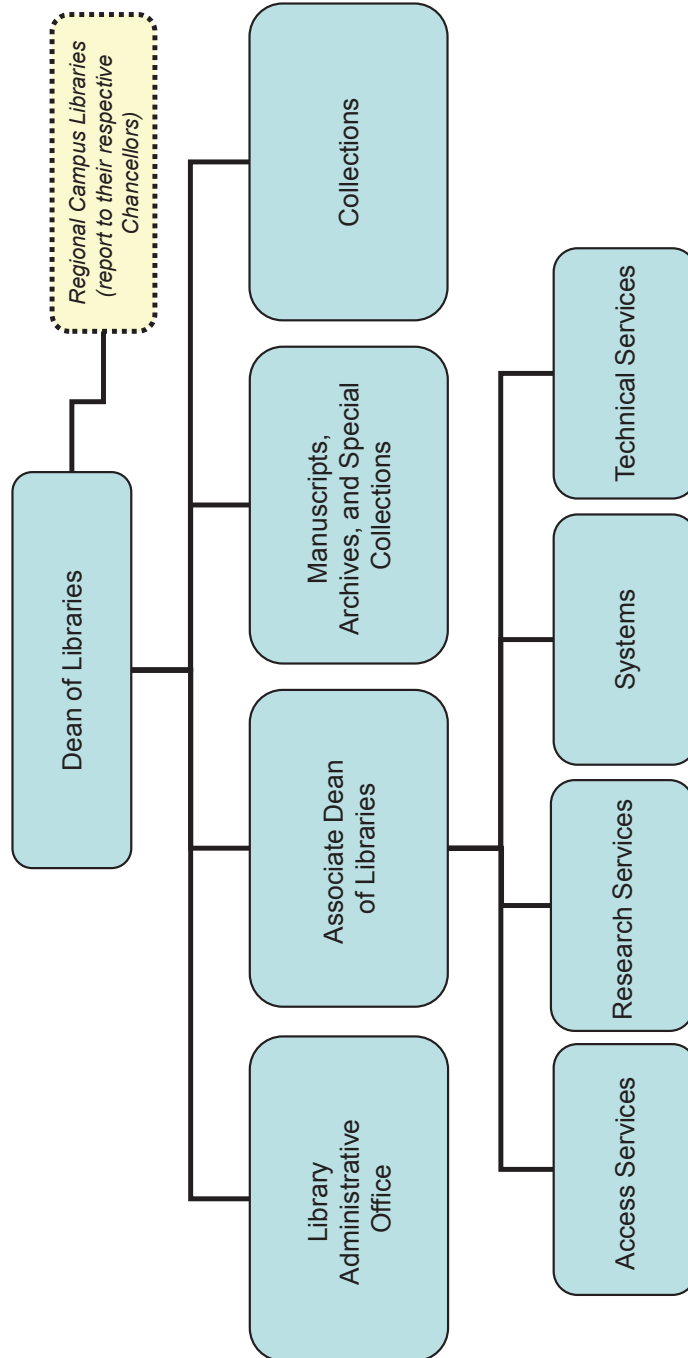 Dean of Libraries
Regional Campus Libraries
(report to their respective
Chancellors)
Library
Administrative
Office
Associate Dean
of Libraries
Manuscripts,
Archives, and Special
Collections
Collections
Access Services
Research Services
Systems
Technical Services